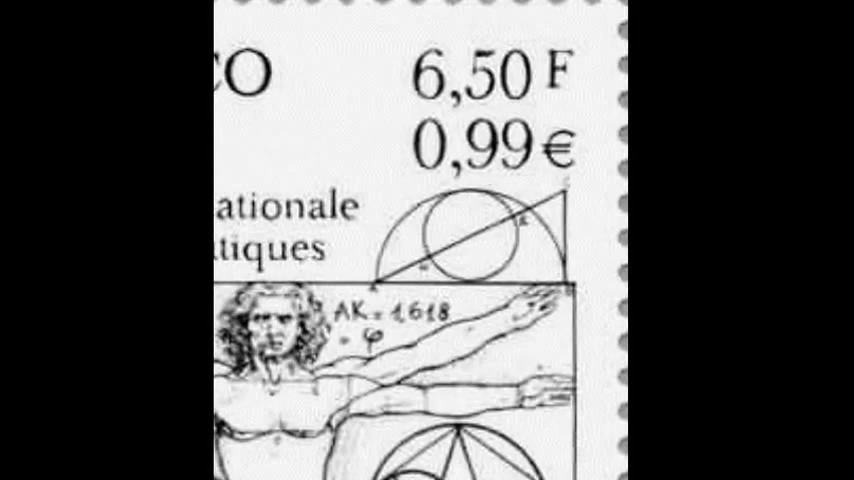 CO
6,50 F
0,99 €
ationale
tiques
AK = 1,618
= φ